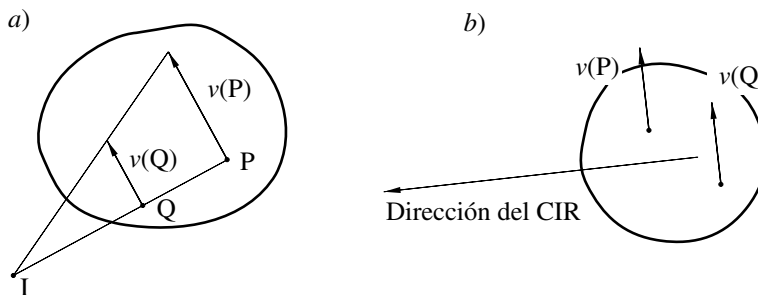 a)
v(P)
v(Q)
P
Q
I
b)
v(P)
v(Q
Dirección del CIR